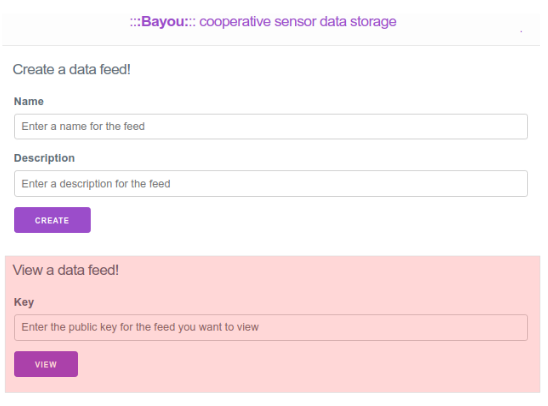 :::Bayou::: cooperative sensor data storage
Create a data feed!
Name
Enter a name for the feed
Description
Enter a description for the feed
CREATE
View a data feed!
Key
Enter the public key for the feed you want to view
VIEW